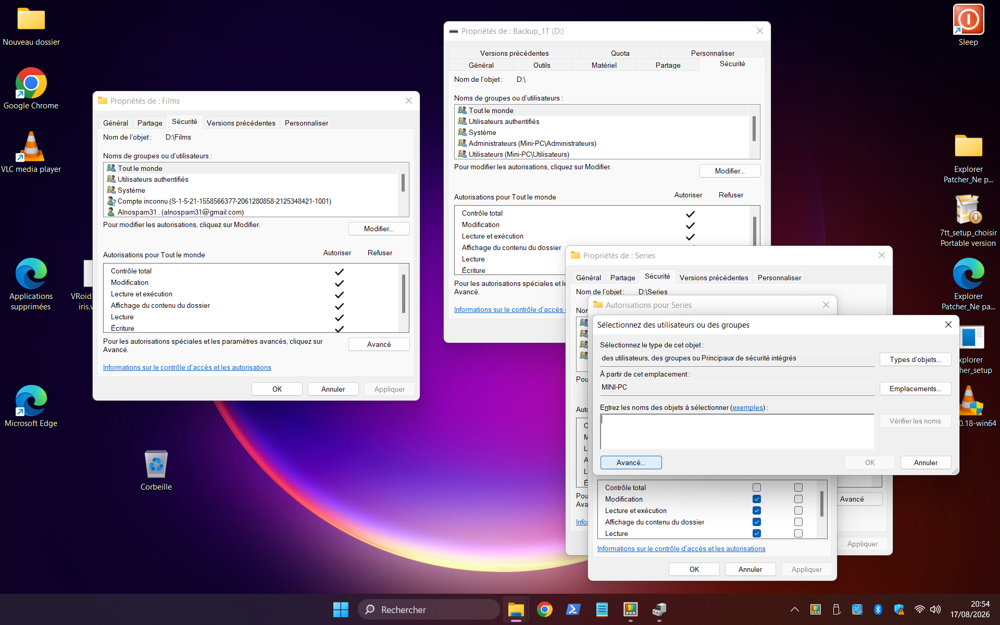 Nouveau dossier
Google Chrome
VLC media player
Applications
supprimées
VRoid
iris.v
Microsoft Edge
Corbeille
Propriétés de : Films
Général
Partage
Sécurité
Versions précédentes
Personnaliser
Nom de l'objet :
D:\Films
Noms de groupes ou d'utilisateurs :
Tout le monde
Utilisateurs authentifiés
Système
Compte inconnu (S-1-5-21-1558566377-2061280858-2125348421-1001)
Alnospam31 . (alnospam31@gmail.com)
Pour modifier les autorisations, cliquez sur Modifier.
Modifier...
Autorisations pour Tout le monde
Autoriser
Refuser
Contrôle total
Modification
Lecture et exécution
Affichage du contenu du dossier
Lecture
Écriture
Pour les autorisations spéciales et les paramètres avancés, cliquez sur
Avancé.
Avancé
Informations sur le contrôle d'accès et les autorisations
OK
Annuler
Appliquer
Propriétés de : Backup_1T (D:)
Versions précédentes
Quota
Personnaliser
Général
Outils
Matériel
Partage
Sécurité
Nom de l'objet :
D:\
Noms de groupes ou d'utilisateurs :
Tout le monde
Utilisateurs authentifiés
Système
Administrateurs (Mini-PC\Administrateurs)
Utilisateurs (Mini-PC\Utilisateurs)
Pour modifier les autorisations, cliquez sur Modifier.
Modifier...
Autorisations pour Tout le monde
Autoriser
Refuser
Contrôle total
Modification
Lecture et exécution
Affichage du contenu du dossier
Lecture
Écriture
Pour les autorisations spéciales et le
Avancé.
Informations sur le contrôle d'accès
Propriétés de : Series
Général
Partage
Sécurité
Versions précédentes
Personnaliser
Nom de l'objet :
D:\Series
Nom
Pou
Auto
C
M
L
A
L
É
Pou
Ava
Infor
Avancé
Appliquer
Autorisations pour Series
Sélectionnez des utilisateurs ou des groupes
Sélectionnez le type de cet objet :
des utilisateurs, des groupes ou Principaux de sécurité intégrés
Types d'objets...
À partir de cet emplacement :
MINI-PC
Emplacements...
Entrez les noms des objets à sélectionner (exemples) :
Vérifier les noms
Avancé...
OK
Annuler
Contrôle total
Modification
Lecture et exécution
Affichage du contenu du dossier
Lecture
Informations sur le contrôle d'accès et les autorisations
OK
Annuler
Appliquer
Sleep
Explorer
Patcher_Ne p...
7tt_setup_choisir
Portable version
Explorer
Patcher_Ne pa...
xplorer
her_setup
0.18-win64
Rechercher
20:54
17/08/2026